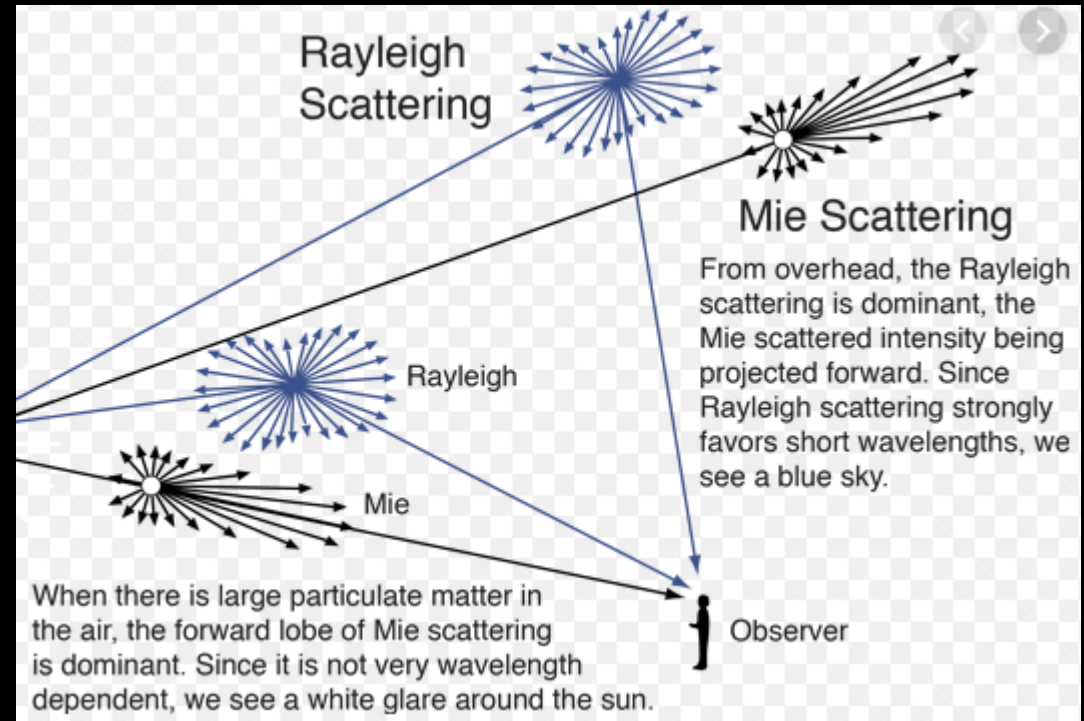 Rayleigh
Scattering
Mie Scattering
From overhead, the Rayleigh
scattering is dominant, the
Mie scattered intensity being
projected forward. Since
Rayleigh scattering strongly
favors short wavelengths, we
see a blue sky.
Rayleigh
Mie
When there is large particulate matter in
the air, the forward lobe of Mie scattering
is dominant. Since it is not very wavelength
dependent, we see a white glare around the sun.
Observer